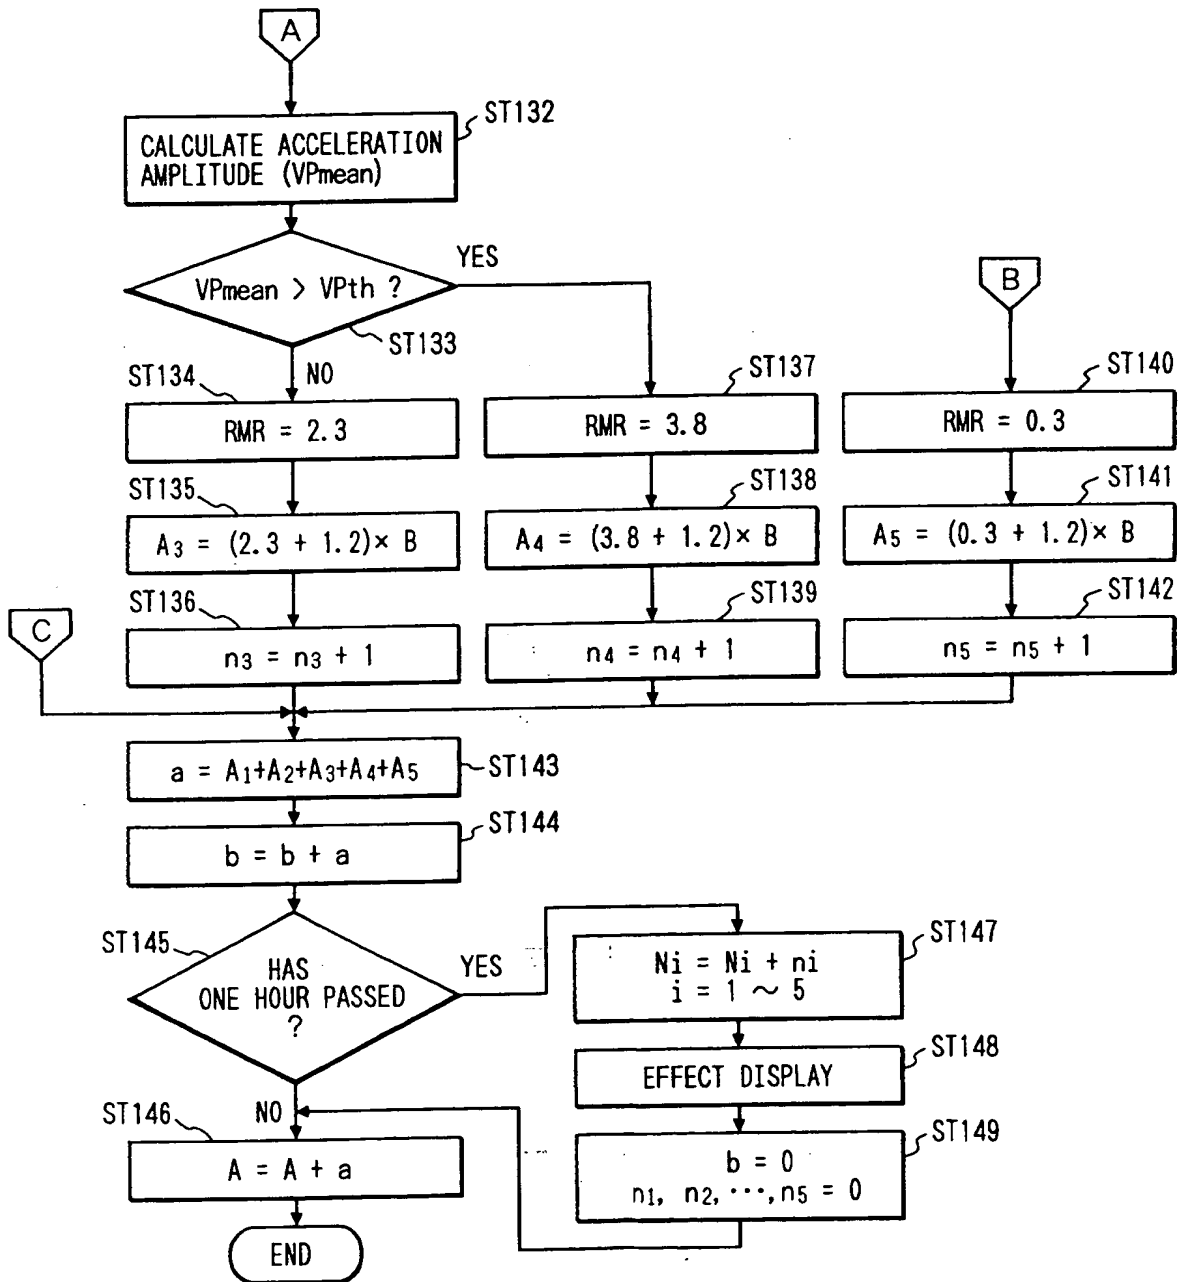 A
ST132
CALCULATE ACCELERATION
AMPLITUDE (VPmean)
VPmean > VPth ?
YES
ST133
NO
B
ST134
RMR = 2.3
ST137
RMR = 3.8
ST140
RMR = 0.3
ST135
A3 = (2.3 + 1.2)× B
ST138
A4 = (3.8 + 1.2)× B
ST141
A5 = (0.3 + 1.2)× B
ST136
n3 = n3 + 1
ST139
n4 = n4 + 1
ST142
n5 = n5 + 1
C
a = A1+A2+A3+A4+A5
ST143
ST144
b = b + a
ST145
HAS
ONE HOUR PASSED
?
YES
NO
ST147
Ni = Ni + ni
i = 1 ~ 5
ST148
EFFECT DISPLAY
ST149
b = 0
n1, n2, ···, n5 = 0
ST146
A = A + a
END